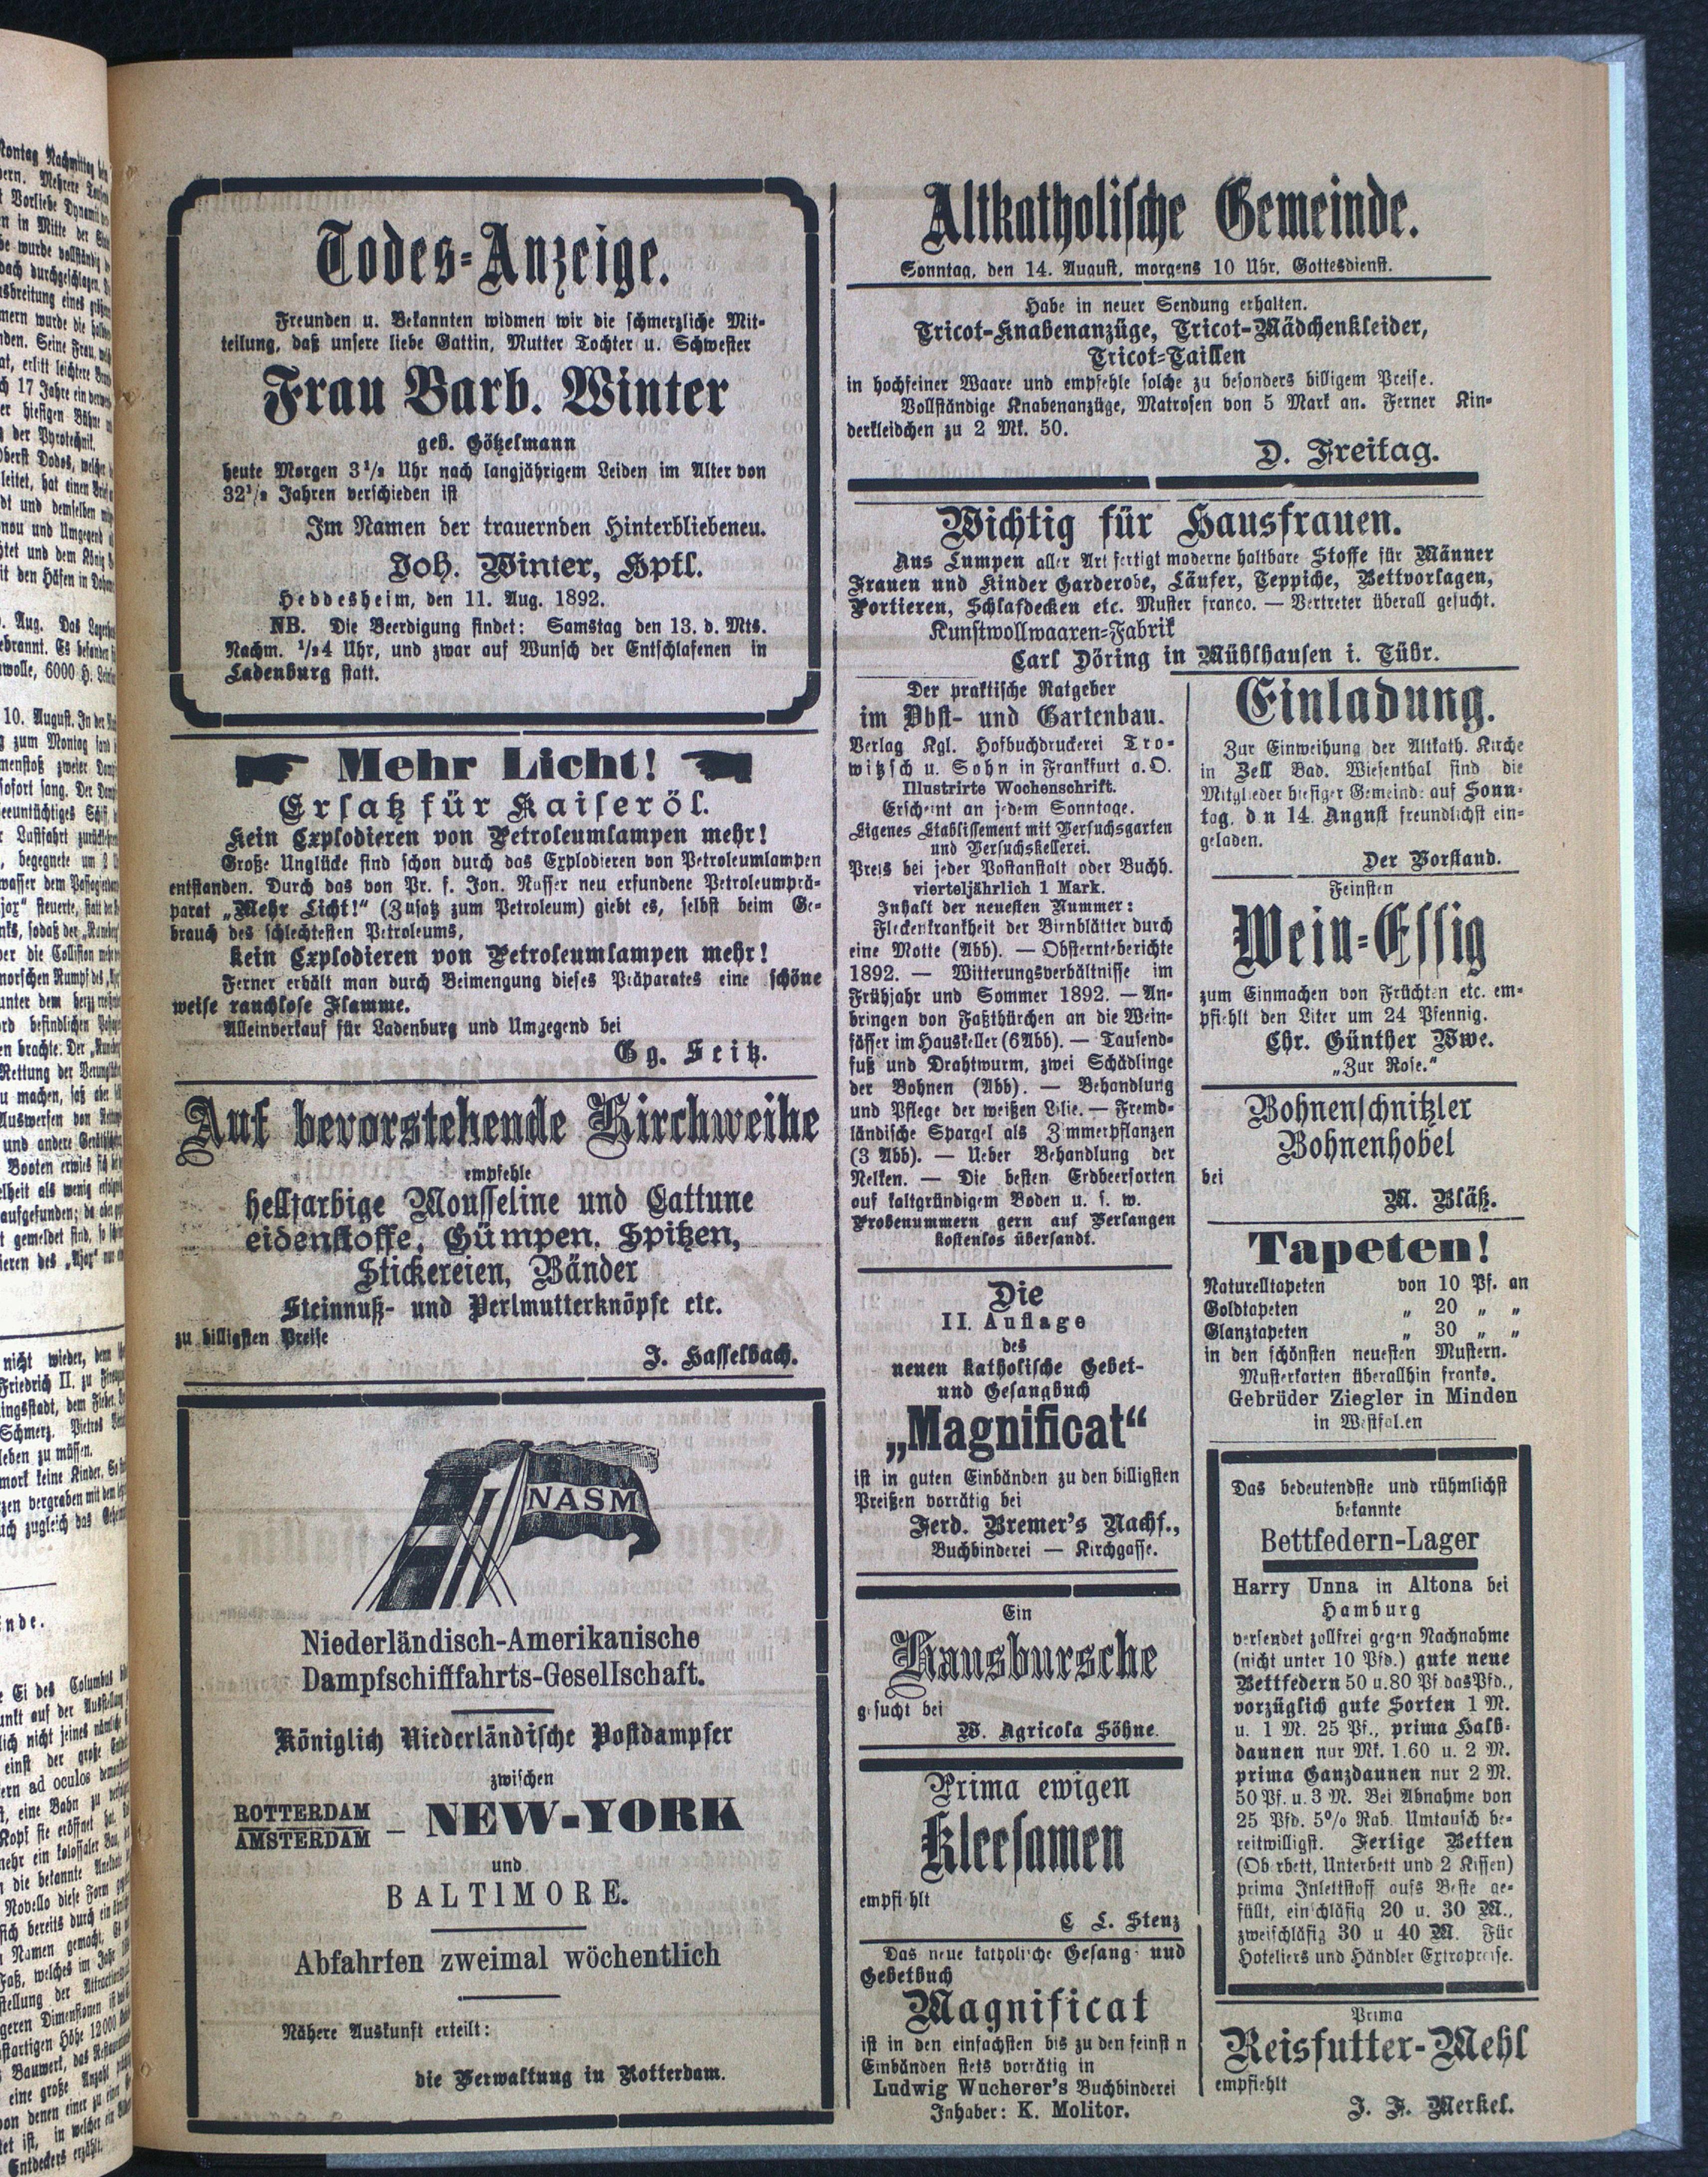 Todes-Anzeige.
Freunden u. Bekannten widmen wir die schmerzliche Mit-
teilung, daß unsere liebe Gattin, Mutter Tochter u. Schwester
Frau Barb. Winter
geb. Götzelmann
heute Morgen 3½ Uhr nach langjährigem Leiden im Alter von
32½ Jahren verschieden ist
Im Namen der trauernden Hinterbliebeneu.
Joh. Winter, Hptl.
Heddesheim, den 11. Aug. 1892.
NB. Die Beerdigung findet: Samstag den 13. d. Mts.
Nachm. ½4 Uhr, und zwar auf Wunsch der Entschlafenen in
Ladenburg statt.
Mehr Licht!
Ersatz für Kaiseröl.
Kein Explodieren von Petroleumlampen mehr!
Große Unglücke sind schon durch das Explodieren von Petroleumlampen
entstanden. Durch das von Pr. f. Jon. Nusser neu erfundene Petroleumprä-
parat „Mehr Licht!“ (Zusatz zum Petroleum) giebt es, selbst beim Ge-
brauch des schlechtesten Petroleums,
Kein Explodieren von Petroleumlampen mehr!
Ferner erhält man durch Beimengung dieses Präparates eine schöne
weiße rauchlose Flamme.
Alleinverkauf für Ladenburg und Umgegend bei
Gg. Seitz.
Auf bevorstehende Kirchweihe
empfehle
hellfarbige Mousseline und Cattune
eidenstoffe, Gümpen. Spitzen,
Stickereien, Bänder
Steinnuß- und Perlmutterknöpfe etc.
zu billigsten Preise
J. Hasselbach.
NASM
Niederländisch-Amerikanische
Dampfschifffahrts-Gesellschaft.
Königlich Niederländische Postdampfer
zwischen
ROTTERDAM
AMSTERDAM – NEW-YORK
und
BALTIMORE.
Abfahrten zweimal wöchentlich
Nähere Auskunft erteilt:
die Verwaltung in Rotterdam.
Altkatholische Gemeinde.
Sonntag, den 14. August, morgens 10 Uhr, Gottesdienst.
Habe in neuer Sendung erhalten.
Tricot-Knabenanzüge, Tricot-Mädchenkleider,
Tricot-Taillen
in hochfeiner Waare und empfehle solche zu besonders billigem Preise.
Vollständige Knabenanzüge, Matrosen von 5 Mark an. Ferner Kin-
derkleidchen zu 2 Mk. 50.
D. Freitag.
Wichtig für Hausfrauen.
Aus Lumpen aller Art fertigt moderne haltbare Stoffe für Männer
Frauen und Kinder Garderobe, Läufer, Teppiche, Bettvorlagen,
Portieren, Schlafdecken etc. Muster franco. — Vertreter überall gesucht.
Kunstwollwaaren-Fabrik
Carl Döring in Mühlhausen i. Tühr.
Der praktische Ratgeber
im Obst- und Gartenbau.
Verlag Kgl. Hofbuchdruckerei Tro-
witzsch u. Sohn in Frankfurt a. O.
Illustrirte Wochenschrift.
Erscheint an jedem Sonntage.
Eigenes Etablissement mit Versuchsgarten
und Versuchskellerei.
Preis bei jeder Postanstalt oder Buchh.
vierteljährlich 1 Mark.
Inhalt der neuesten Nummer:
Fleckenkrankheit der Birnblätter durch
eine Motte (Abb). — Obsternteberichte
1892. — Witterungsverhältnisse im
Frühjahr und Sommer 1892. — An-
bringen von Faßthürchen an die Wein-
fässer im Hauskeller (6 Abb). — Tausend-
fuß und Drahtwurm, zwei Schädlinge
der Bohnen (Abb). — Behandlung
und Pflege der weißen Lilie. — Fremd-
ländische Spargel als Zimmerpflanzen
(3 Abb). — Ueber Behandlung der
Nelken. — Die besten Erdbeersorten
auf kaltgründigem Boden u. s. w.
Probenummern gern auf Verlangen
kostenlos übersandt.
Die
II. Auflage
des
neuen katholische Gebet-
und Gesangbuch
„Magnificat“
ist in guten Einbänden zu den billigsten
Preißen vorrätig bei
Ferd. Bremer's Nachf.,
Buchbinderei — Kirchgasse.
Ein
Hausbursche
gesucht bei
W. Agricola Söhne.
Prima ewigen
Kleesamen
empfiehlt
C L. Stenz
Das neue katholische Gesang- und
Gebetbuch
Magnificat
ist in den einfachsten bis zu den feinst n
Einbänden stets vorrätig in
Ludwig Wucherer's Buchbinderei
Inhaber: K. Molitor.
Einladung.
Zur Einweihung der Altkath. Kirche
in Zell Bad. Wiesenthal sind die
Mitglieder hiesiger Gemeinde auf Sonn-
tag, d n 14. August freundlichst ein-
geladen.
Der Vorstand.
Feinsten
Wein-Essig
zum Einmachen von Früchten etc. em-
pfiehlt den Liter um 24 Pfennig.
Chr. Günther Wwe.
„Zur Rose.“
Bohnenschnitzler
Bohnenhobel
bei
M. Bläß.
Tapeten!
Naturelltapeten von 10 Pf. an
Goldtapeten „ 20 „ „
Glanztapeten „ 30 „ „
in den schönsten neuesten Mustern.
Musterkarten überallhin franko.
Gebrüder Ziegler in Minden
in Westfalen
Das bedeutendste und rühmlichst
bekannte
Bettfedern-Lager
Harry Unna in Altona bei
Hamburg
versendet zollfrei gegen Nachnahme
(nicht unter 10 Pfd.) gute neue
Bettfedern 50 u. 80 Pf das Pfd.,
vorzüglich gute Sorten 1 M.
u. 1 M. 25 Pf., prima Halb-
daunen nur Mk. 1.60 u. 2 M.
prima Ganzdaunen nur 2 M.
50 Pf. u. 3 M. Bei Abnahme von
25 Pfd. 5% Rab. Umtausch be-
reitwilligst. Fertige Betten
(Oberbett, Unterbett und 2 Kissen)
prima Inlettstoff aufs Beste ge-
füllt, einschläfig 20 u. 30 M.,
zweischläfig 30 u 40 M. Für
Hoteliers und Händler Extrapreise.
Prima
Reisfutter-Mehl
empfiehlt
J. F. Merkel.